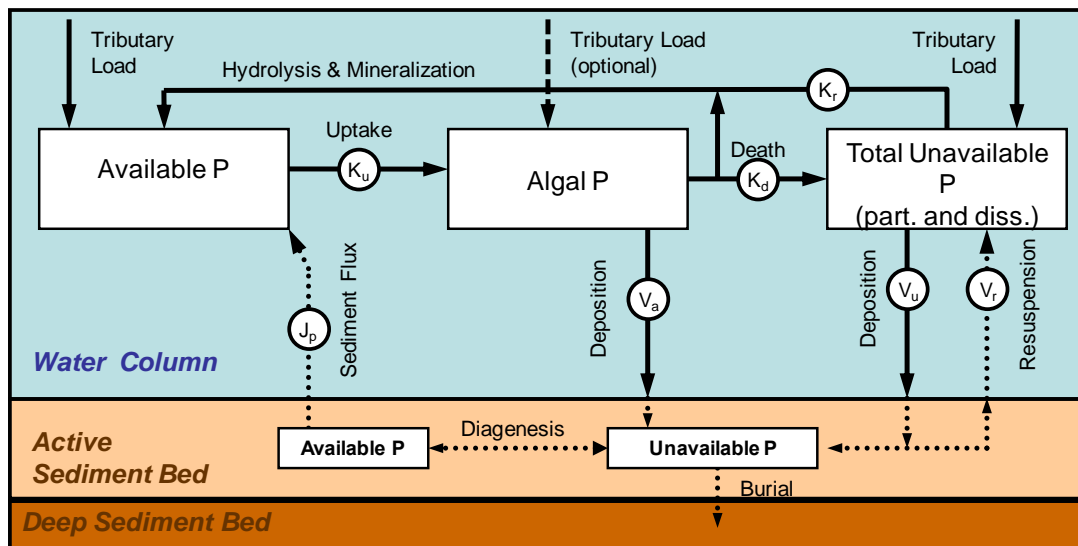 Tributary
Load
Tributary Load
(optional)
Tributary
Load
Hydrolysis & Mineralization
Kr
Available P
Uptake
Ku
Algal P
Death
Kd
Total Unavailable
P
(part. and diss.)
Jp
Sediment Flux
Deposition
Va
Deposition
Vu
Vr
Resuspension
Water Column
Active
Sediment Bed
Available P
Diagenesis
Unavailable P
Burial
Deep Sediment Bed